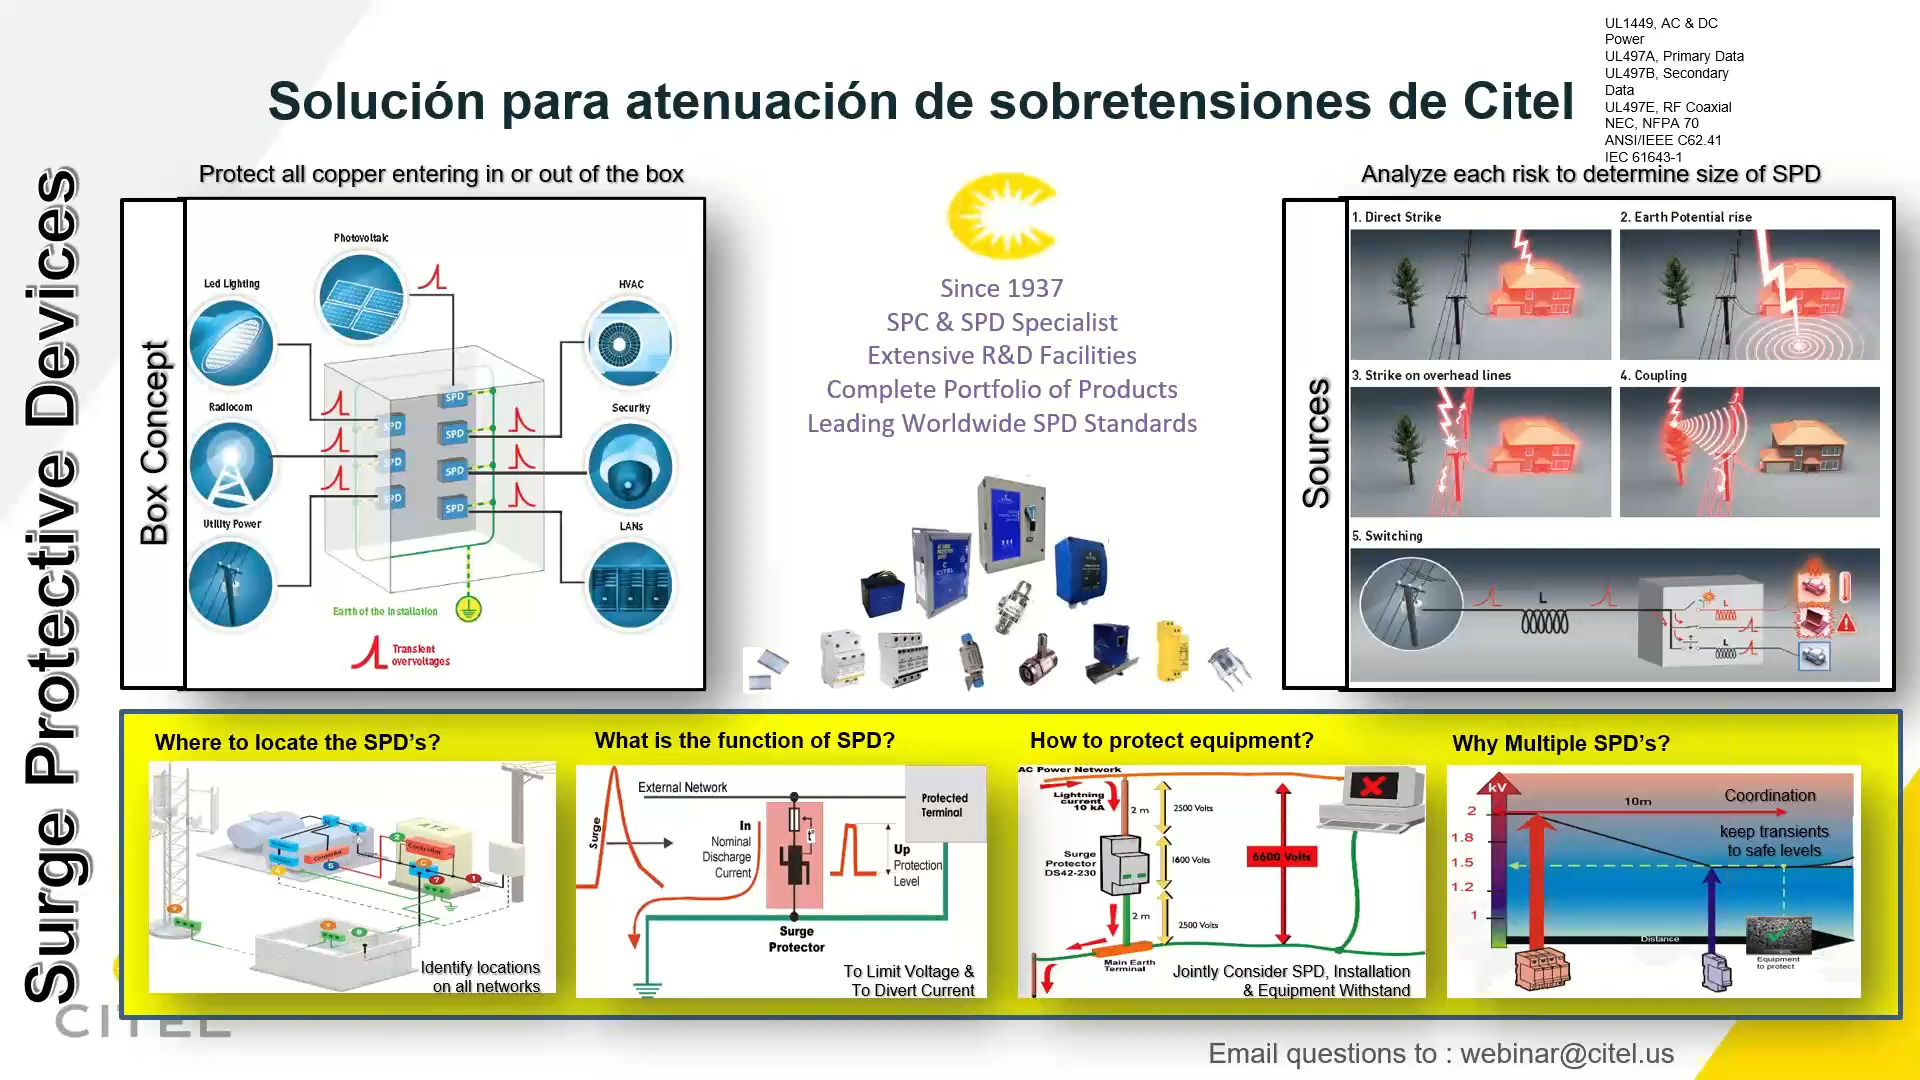 UL1449, AC & DC
Power
UL497A, Primary Data
UL497B, Secondary
Data
UL497E, RF Coaxial
NEC, NFPA 70
ANSI/IEEE C62.41
IEC 61643-1
Solución para atenuación de sobretensiones de Citel
Surge Protective Devices
Protect all copper entering in or out of the box
Box Concept
Photovoltaic
Led Lighting
HVAC
Radiocom
Security
Utility Power
LANs
SPD
SPD
SPD
SPD
SPD
SPD
SPD
Earth of the installation
Transient
overvoltages
Since 1937
SPC & SPD Specialist
Extensive R&D Facilities
Complete Portfolio of Products
Leading Worldwide SPD Standards
CITEL
Analyze each risk to determine size of SPD
Sources
1. Direct Strike
2. Earth Potential rise
3. Strike on overhead lines
4. Coupling
5. Switching
L
L
L
Where to locate the SPD's?
ATS
Controller
Controller
Identify locations
on all networks
What is the function of SPD?
External Network
Surge
In
Nominal
Discharge
Current
t°
Protected
Terminal
Up
Protection
Level
Surge
Protector
To Limit Voltage &
To Divert Current
How to protect equipment?
AC Power Network
Lightning
current
10 kA
2 m
2500 Volts
Surge
Protector
DS42-230
1600 Volts
6600 Volts
2 m
2500 Volts
Main Earth
Terminal
Jointly Consider SPD, Installation
& Equipment Withstand
Why Multiple SPD's?
kV
2
1.8
1.5
1.2
1
10m
Coordination
keep transients
to safe levels
Distance
Equipment
to protect
CITEL
Email questions to : webinar@citel.us